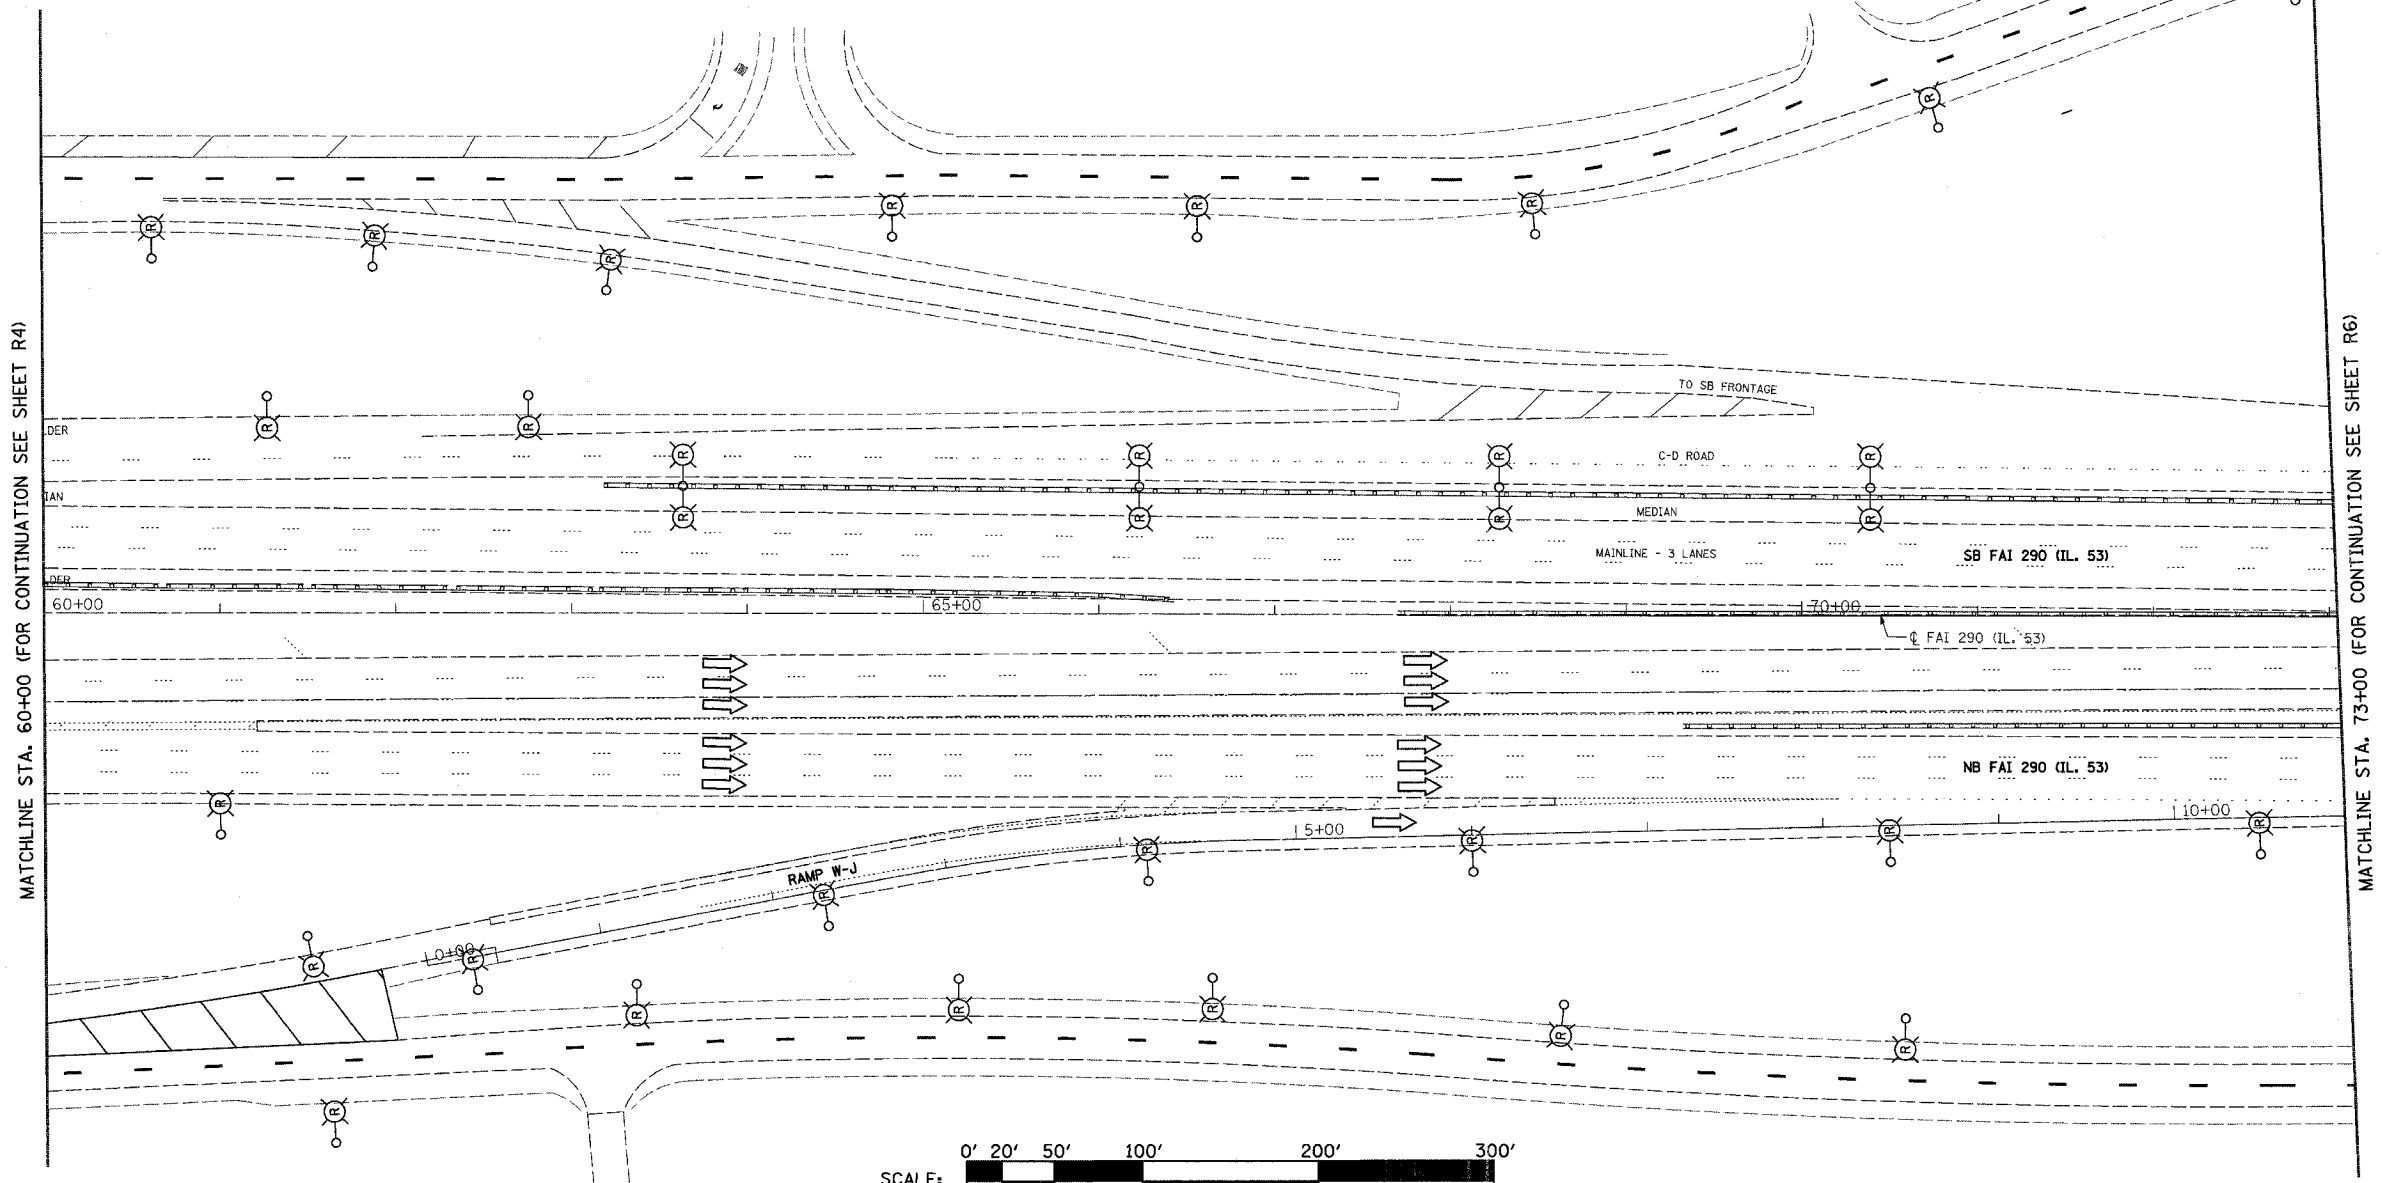 MATCHLINE STA. 60+00 (FOR CONTINUATION SEE SHEET R4)
MATCHLINE STA. 73+00 (FOR CONTINUATION SEE SHEET R6)
R
R
R
R
R
R
R
TO SB FRONTAGE
R
R
LDER
R
R
R
R
C-D ROAD
IAN
R
R
R
R
MEDIAN
MAINLINE - 3 LANES
SB FAI 290 (IL. 53)
DER
60+00
65+00
70+00
℄ FAI 290 (IL. 53)
NB FAI 290 (IL. 53)
R
10+00
5+00
R
R
R
R
RAMP W-J
R
0+00
R
R
R
R
R
R
R
R
0' 20' 50' 100' 200' 300'
SCALE: